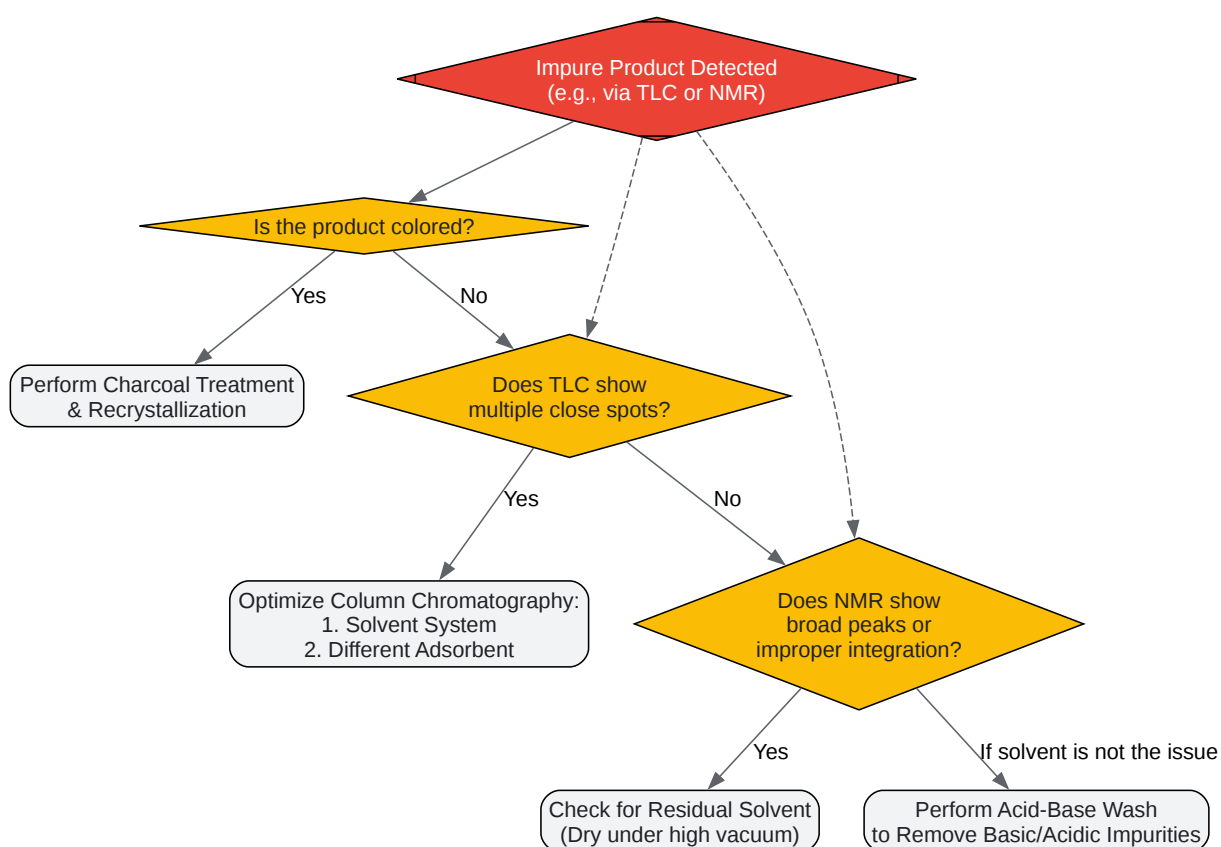 Impure Product Detected
(e.g., via TLC or NMR)
Is the product colored?
Yes
No
Perform Charcoal Treatment
& Recrystallization
Does TLC show
multiple close spots?
Yes
No
Optimize Column Chromatography:
1. Solvent System
2. Different Adsorbent
Does NMR show
broad peaks or
improper integration?
Yes
If solvent is not the issue
Check for Residual Solvent
(Dry under high vacuum)
Perform Acid-Base Wash
to Remove Basic/Acidic Impurities